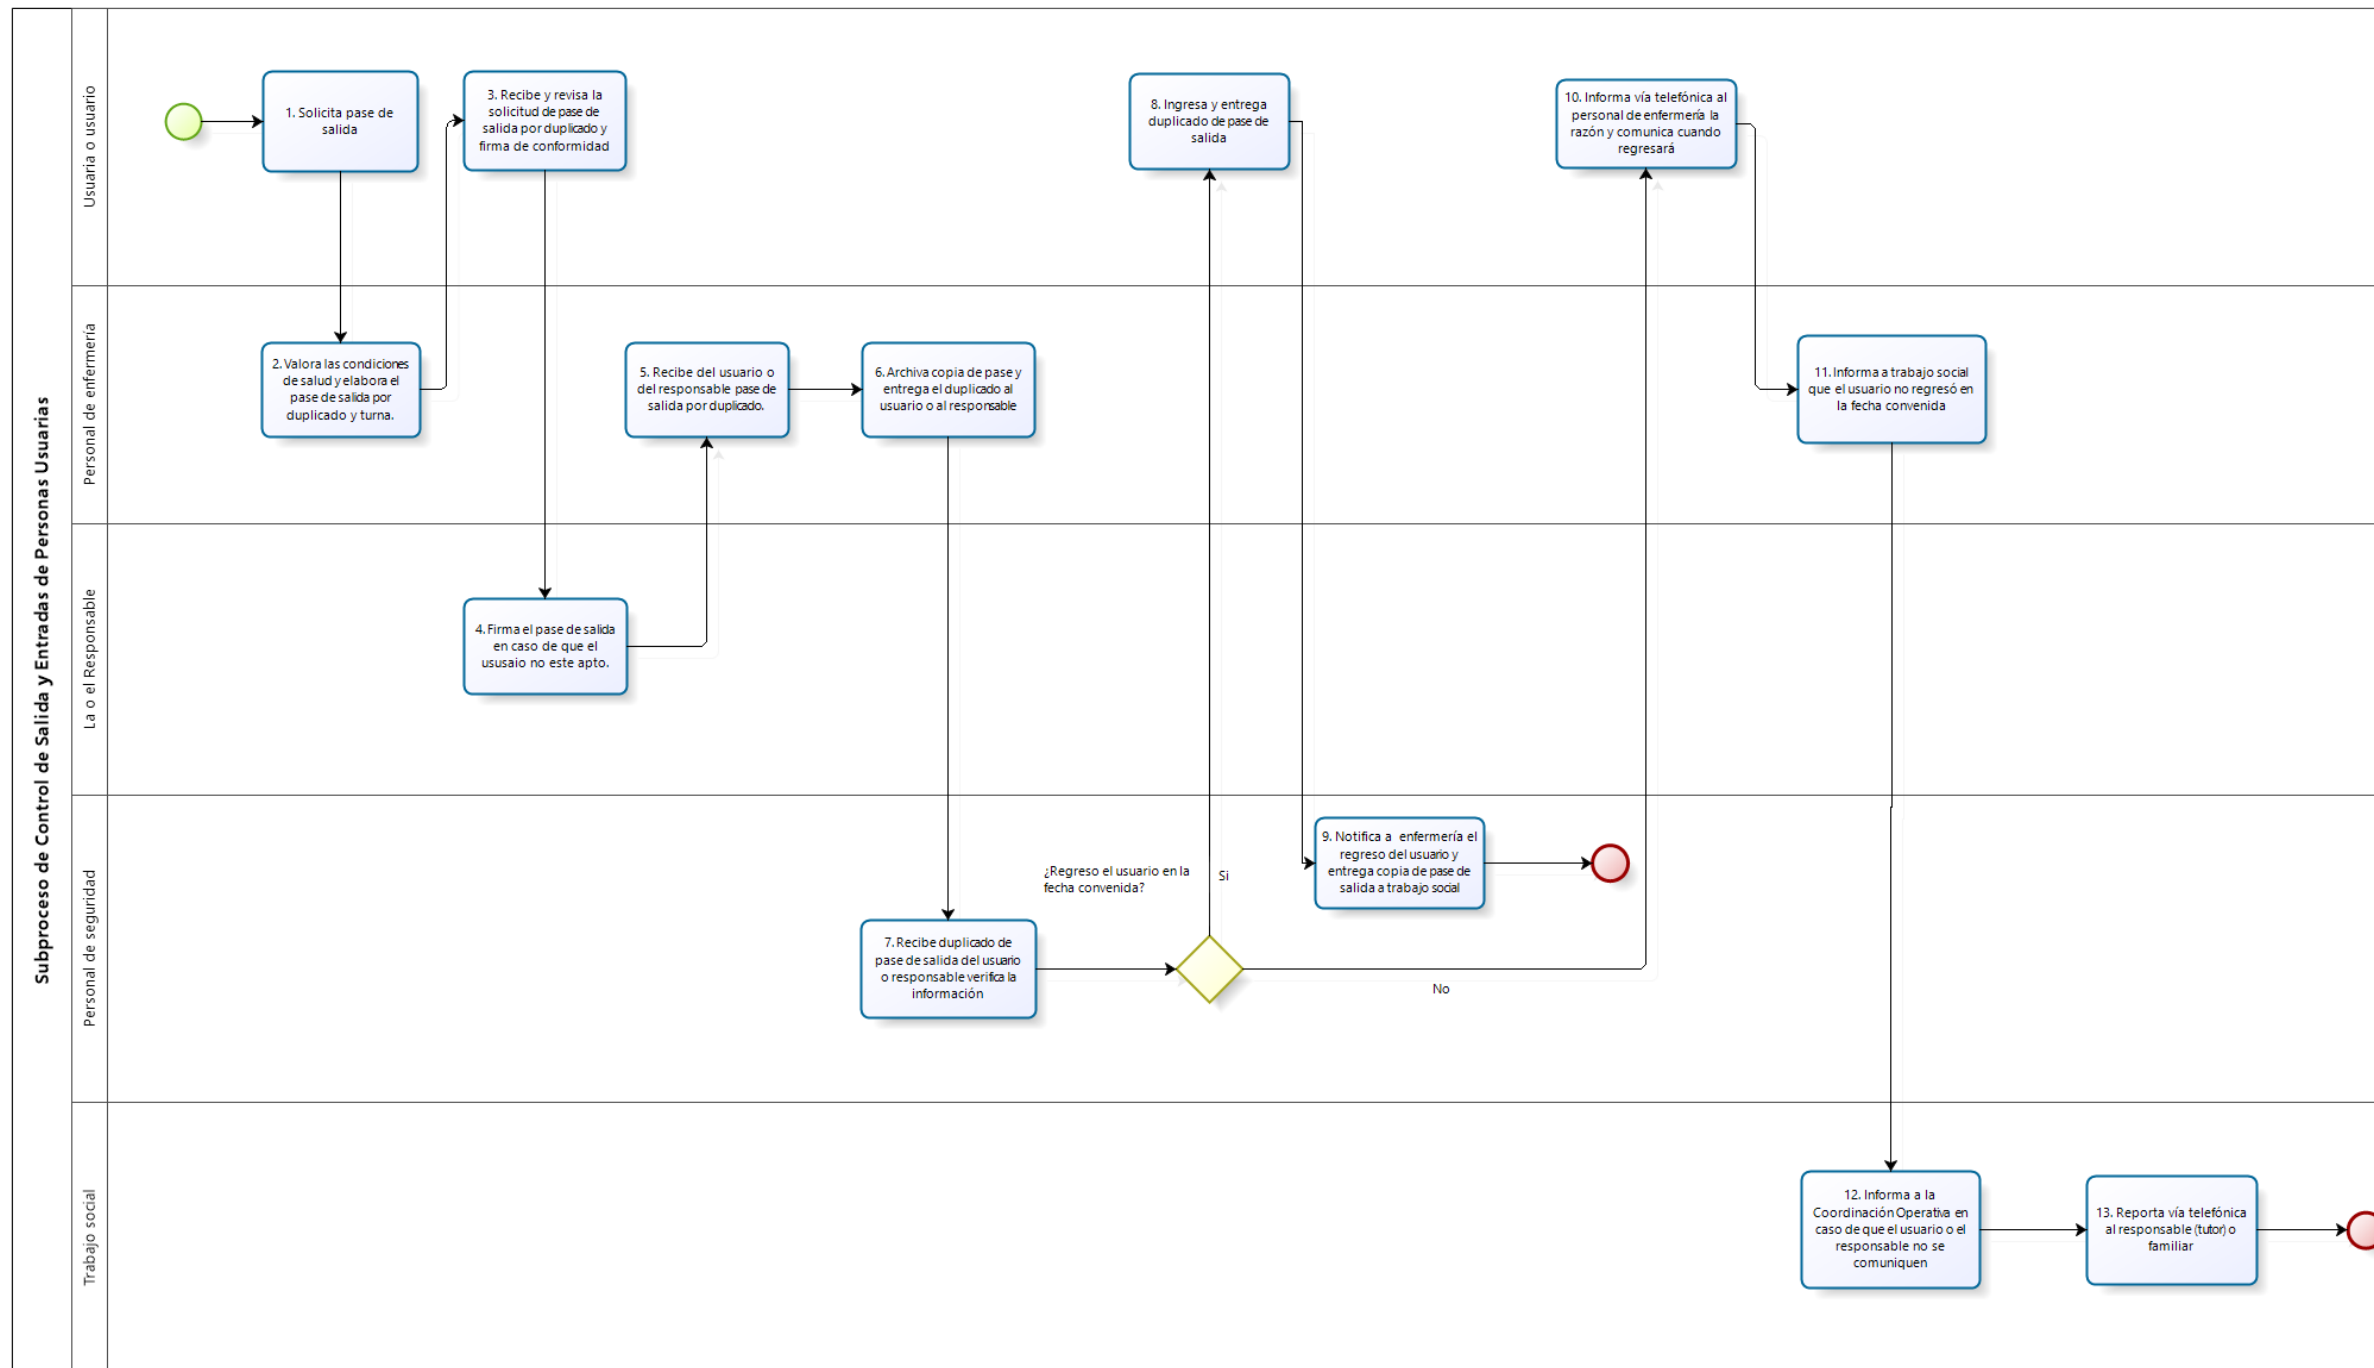 Subproceso de Control de Salida y Entradas de Personas Usuarias
Usuaria o usuario
1. Solicita pase de
salida
3. Recibe y revisa la
solicitud de pase de
salida por duplicado y
firma de conformidad
8. Ingresa y entrega
duplicado de pase de
salida
10. Informa vía telefónica al
personal de enfermería la
razón y comunica cuando
regresará
Personal de enfermería
2. Valora las condiciones
de salud y elabora el
pase de salida por
duplicado y turna.
5. Recibe del usuario o
del responsable pase de
salida por duplicado.
6. Archiva copia de pase y
entrega el duplicado al
usuario o al responsable
11. Informa a trabajo social
que el usuario no regresó en
la fecha convenida
La o el Responsable
4. Firma el pase de salida
en caso de que el
ususaio no este apto.
Personal de seguridad
7. Recibe duplicado de
pase de salida del usuario
o responsable verifica la
información
¿Regreso el usuario en la
fecha convenida?
Si
No
9. Notifica a enfermería el
regreso del usuario y
entrega copia de pase de
salida a trabajo social
Trabajo social
12. Informa a la
Coordinación Operativa en
caso de que el usuario o el
responsable no se
comuniquen
13. Reporta vía telefónica
al responsable (tutor) o
familiar